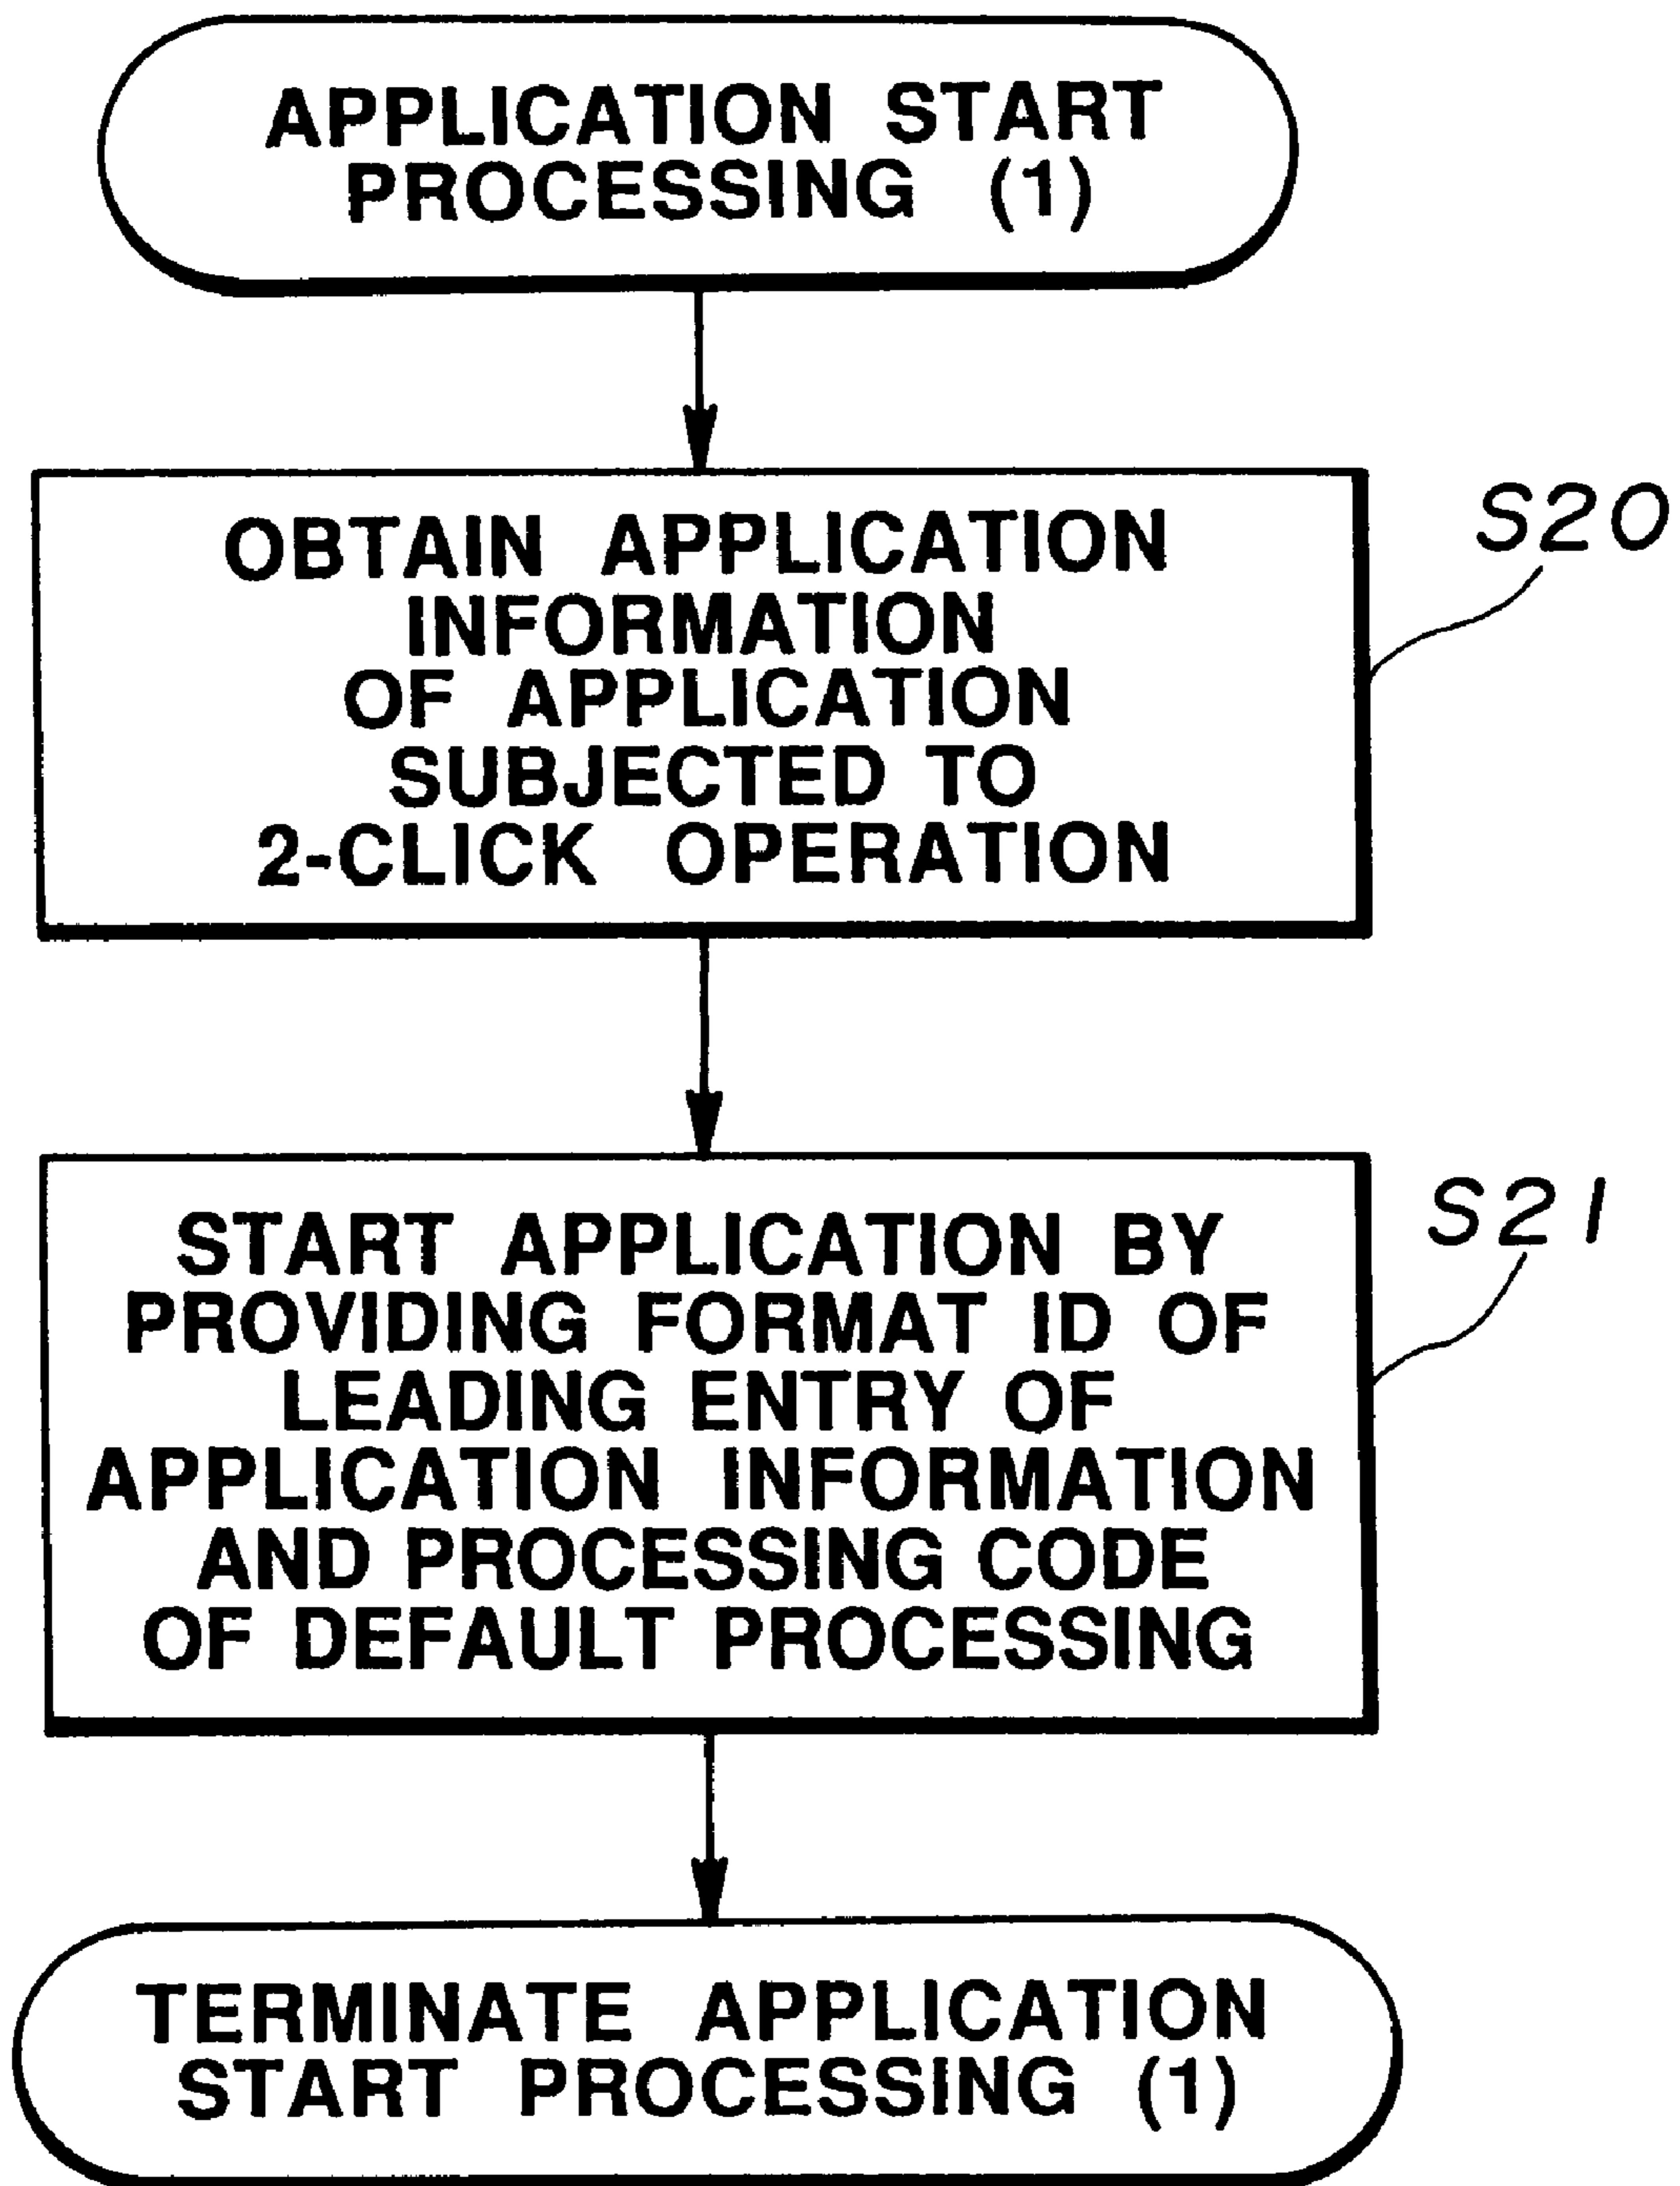 APPLICATION START
PROCESSING (1)
OBTAIN APPLICATION
INFORMATION
OF APPLICATION
SUBJECTED TO
2-CLICK OPERATION
S20
START APPLICATION BY
PROVIDING FORMAT ID OF
LEADING ENTRY OF
APPLICATION INFORMATION
AND PROCESSING CODE
OF DEFAULT PROCESSING
S21
TERMINATE APPLICATION
START PROCESSING (1)